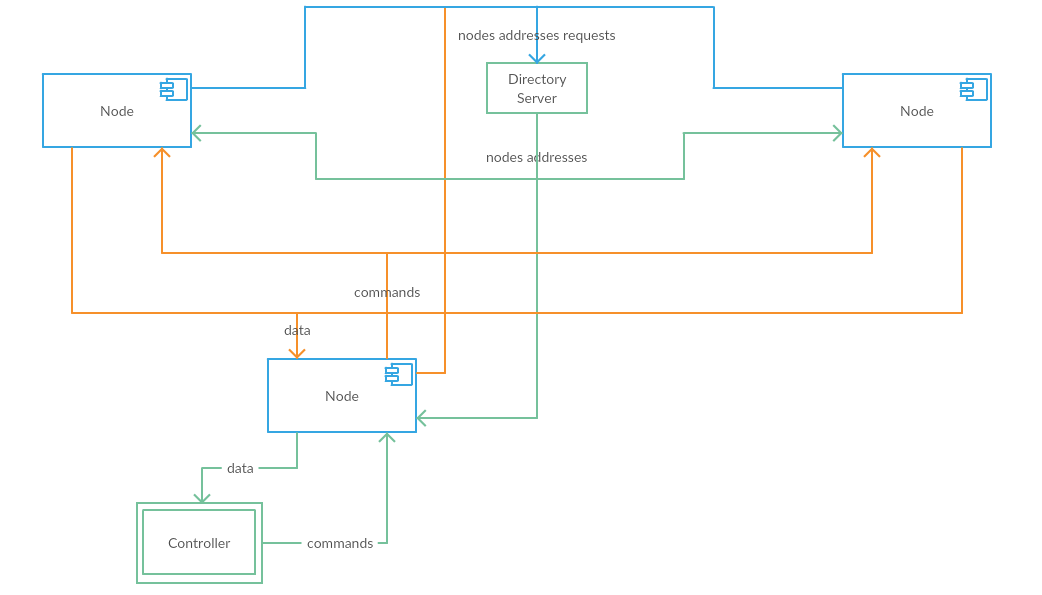 nodes addresses requests
Directory
Server
Node
Node
nodes addresses
commands
data
Node
data
Controller
commands